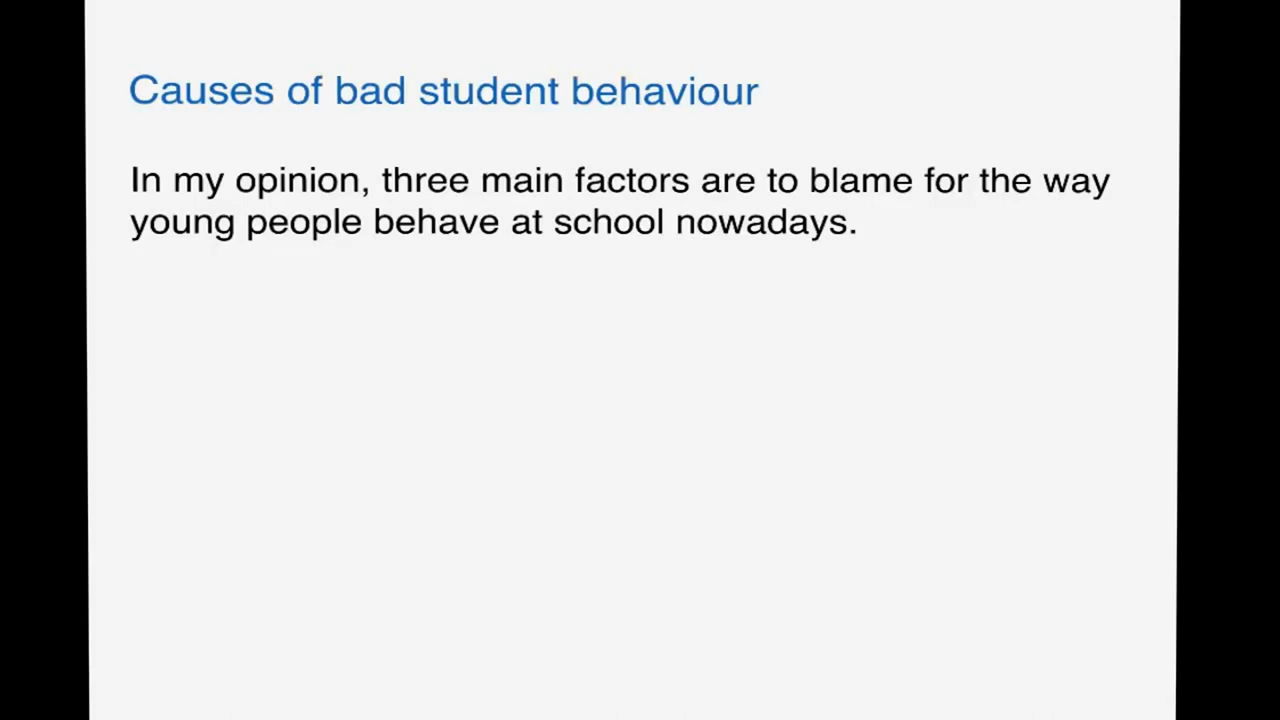 Causes of bad student behaviour
In my opinion, three main factors are to blame for the way
young people behave at school nowadays.